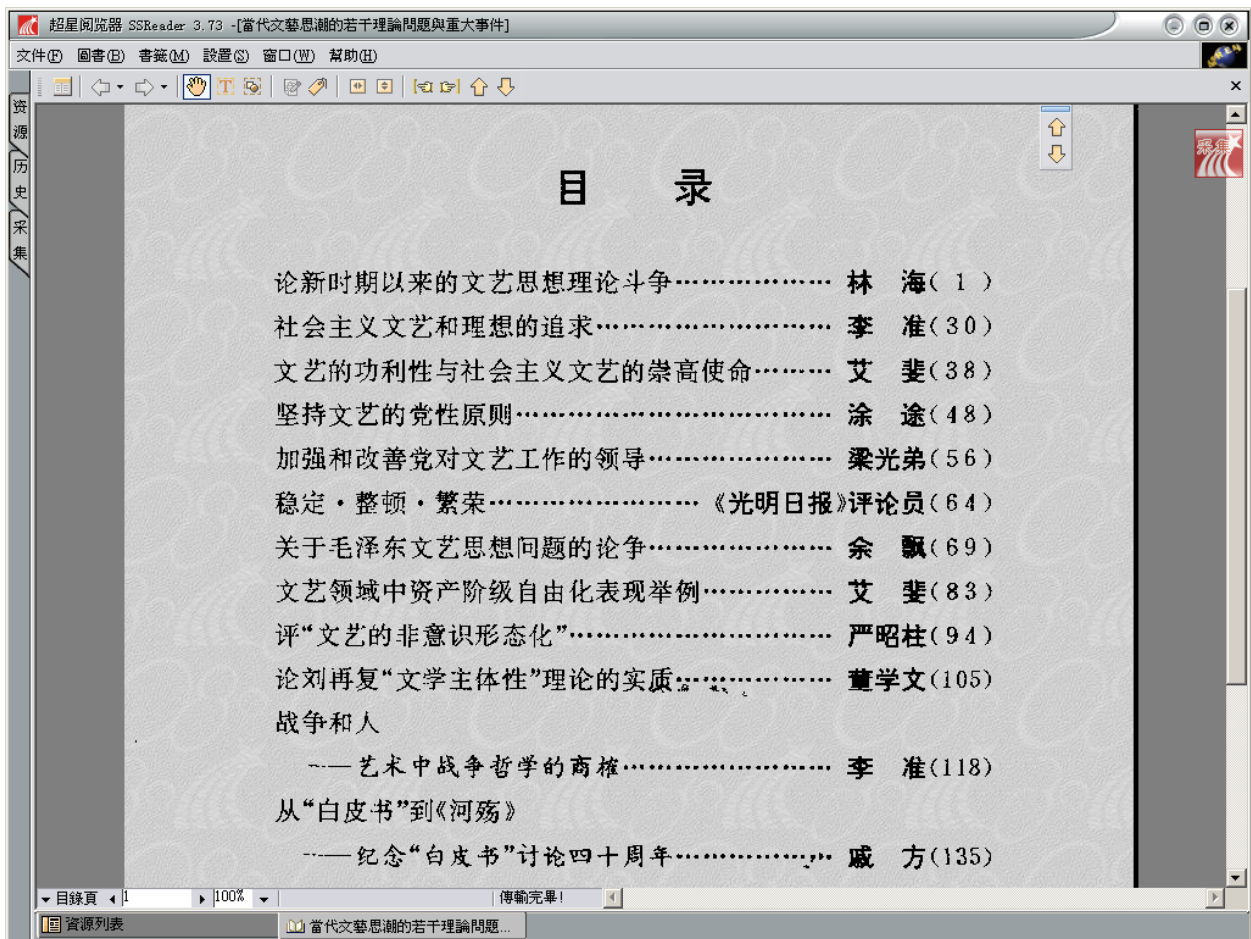 超星阅览器 SSReader 3.73 -[當代文藝思潮的若干理論問題與重大事件]
文件(F) 圖書(B) 書籤(M) 設置(S) 窗口(W) 幫助(H)
资源
历史
采集
采集
目 录
论新时期以来的文艺思想理论斗争……………… 林 海( 1 )
社会主义文艺和理想的追求……………………… 李 准(30)
文艺的功利性与社会主义文艺的崇高使命……… 艾 斐(38)
坚持文艺的党性原则……………………………… 涂 途(48)
加强和改善党对文艺工作的领导………………… 梁光弟(56)
稳定·整顿·繁荣…………………… 《光明日报》评论员(64)
关于毛泽东文艺思想问题的论争………………… 余 飘(69)
文艺领域中资产阶级自由化表现举例…………… 艾 斐(83)
评“文艺的非意识形态化”………………………… 严昭柱(94)
论刘再复“文学主体性”理论的实质……………… 董学文(105)
战争和人
——艺术中战争哲学的商榷…………………… 李 准(118)
从“白皮书”到《河殇》
——纪念“白皮书”讨论四十周年……………… 戚 方(135)
目錄頁 1 100% 傳輸完畢!
資源列表 當代文藝思潮的若干理論問題...